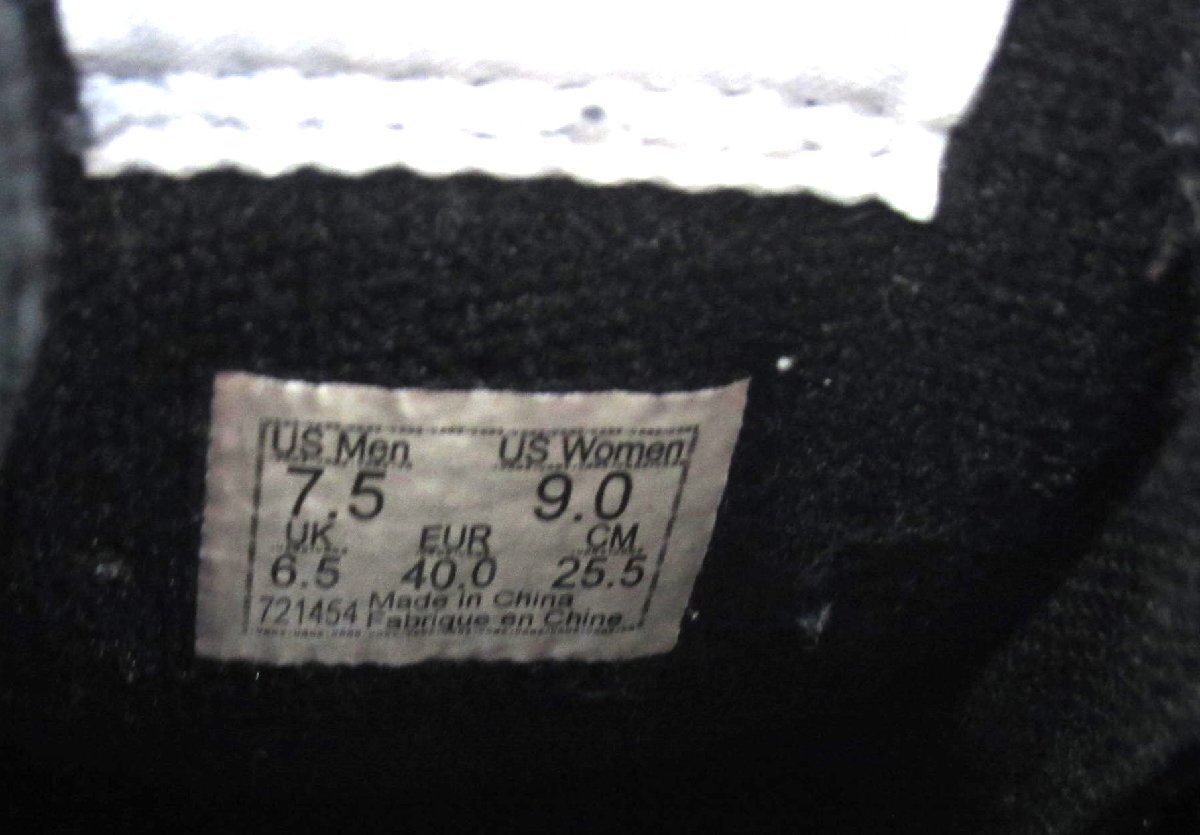 US Men US Women
7.5 9.0
UK EUR CM
6.5 40.0 25.5
721454 Made in China
Fabrique en Chine